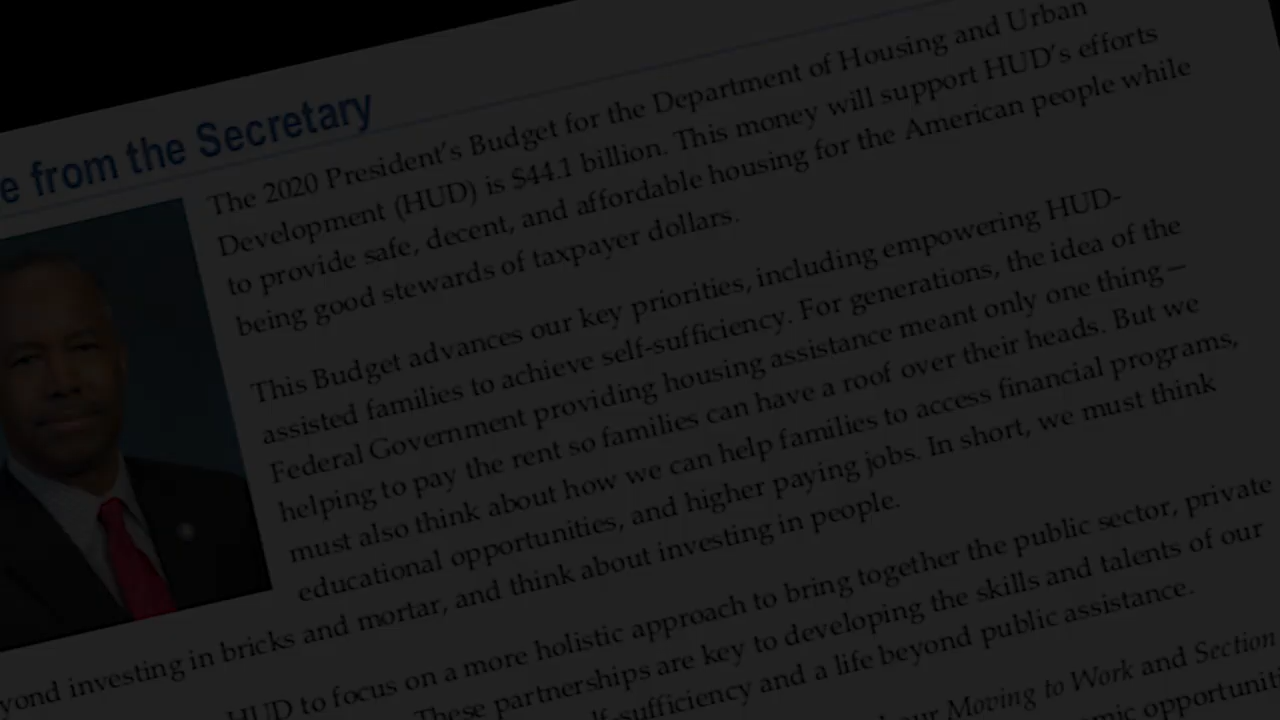 e from the Secretary
The 2020 President's Budget for the Department of Housing and Urban
Development (HUD) is $44.1 billion. This money will support HUD's efforts
to provide safe, decent, and affordable housing for the American people while
being good stewards of taxpayer dollars.
This Budget advances our key priorities, including empowering HUD-
assisted families to achieve self-sufficiency. For generations, the idea of the
Federal Government providing housing assistance meant only one thing—
helping to pay the rent so families can have a roof over their heads. But we
must also think about how we can help families to access financial programs,
educational opportunities, and higher paying jobs. In short, we must think
yond investing in bricks and mortar, and think about investing in people.
HUD to focus on a more holistic approach to bring together the public sector, private
These partnerships are key to developing the skills and talents of our
lf-sufficiency and a life beyond public assistance.
our Moving to Work and Section
mic opportunit